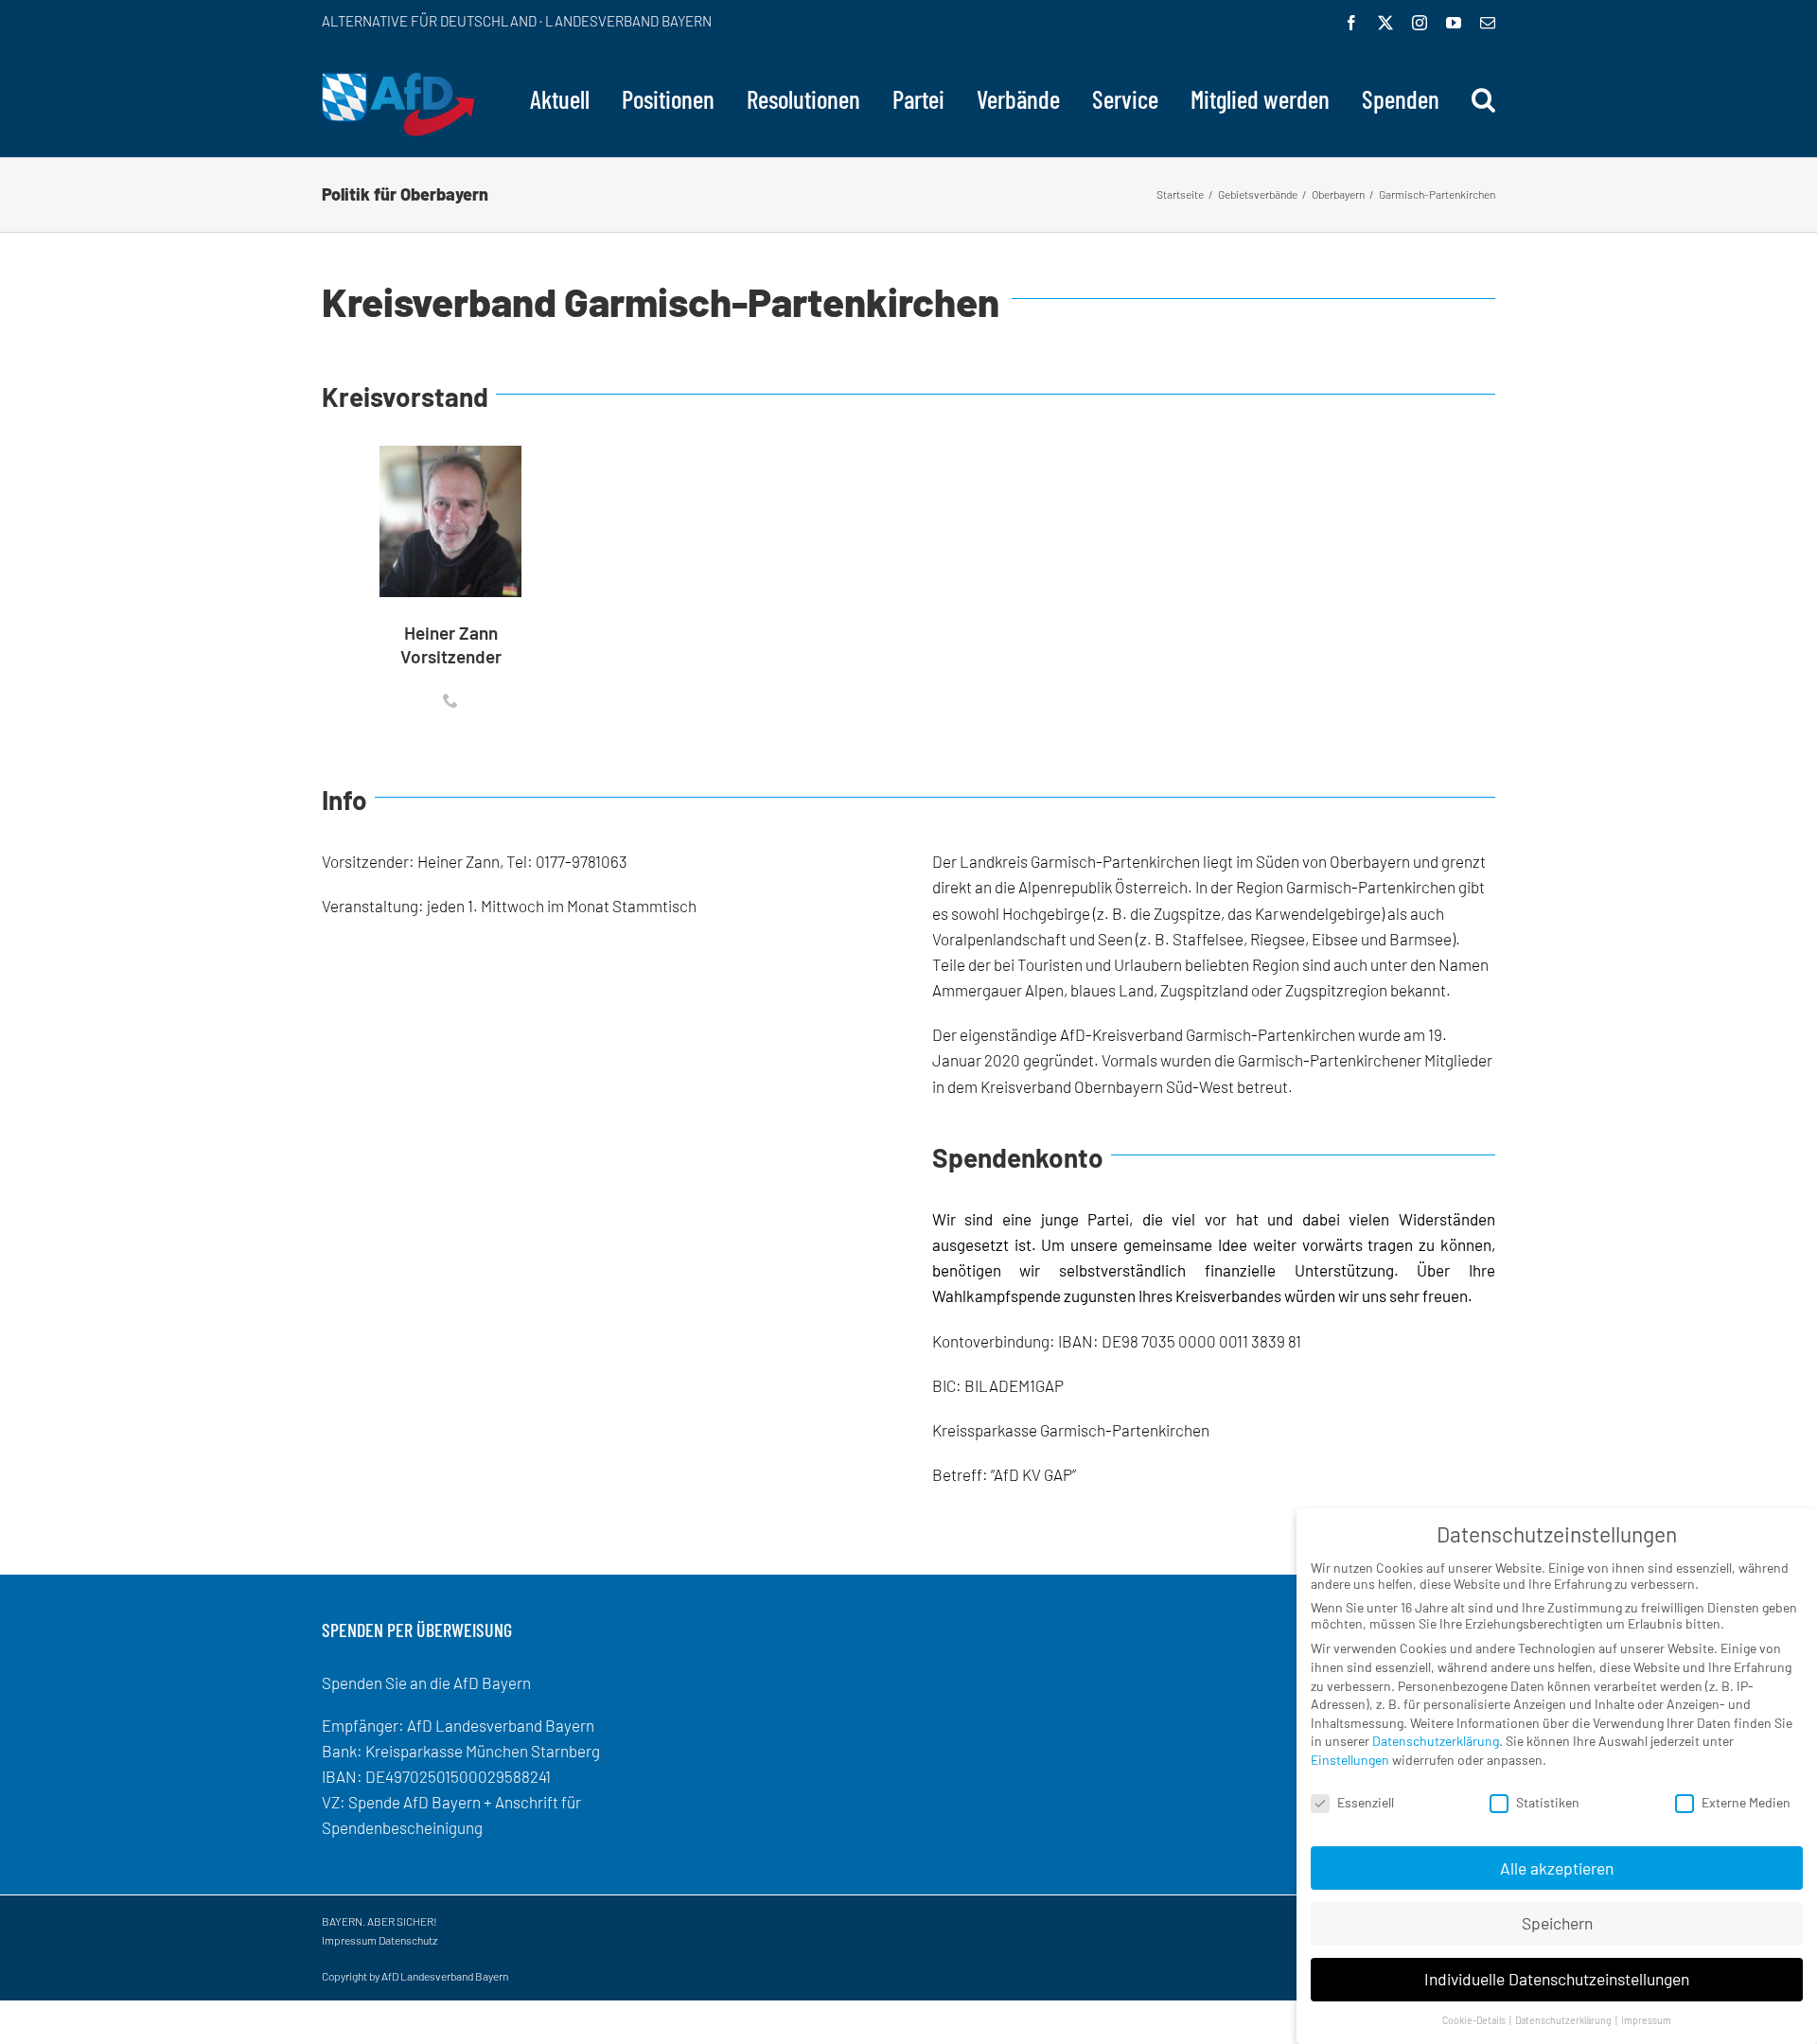 ALTERNATIVE FÜR DEUTSCHLAND · LANDESVERBAND BAYERN
AfD
Aktuell Positionen Resolutionen Partei Verbände Service Mitglied werden Spenden
Politik für Oberbayern
Startseite / Gebietsverbände / Oberbayern / Garmisch-Partenkirchen
Kreisverband Garmisch-Partenkirchen
Kreisvorstand
Heiner Zann
Vorsitzender
Info
Vorsitzender: Heiner Zann, Tel: 0177-9781063
Veranstaltung: jeden 1. Mittwoch im Monat Stammtisch
Der Landkreis Garmisch-Partenkirchen liegt im Süden von Oberbayern und grenzt
direkt an die Alpenrepublik Österreich. In der Region Garmisch-Partenkirchen gibt
es sowohl Hochgebirge (z. B. die Zugspitze, das Karwendelgebirge) als auch
Voralpenlandschaft und Seen (z. B. Staffelsee, Riegsee, Eibsee und Barmsee).
Teile der bei Touristen und Urlaubern beliebten Region sind auch unter den Namen
Ammergauer Alpen, blaues Land, Zugspitzland oder Zugspitzregion bekannt.
Der eigenständige AfD-Kreisverband Garmisch-Partenkirchen wurde am 19.
Januar 2020 gegründet. Vormals wurden die Garmisch-Partenkirchener Mitglieder
in dem Kreisverband Obernbayern Süd-West betreut.
Spendenkonto
Wir sind eine junge Partei, die viel vor hat und dabei vielen Widerständen
ausgesetzt ist. Um unsere gemeinsame Idee weiter vorwärts tragen zu können,
benötigen wir selbstverständlich finanzielle Unterstützung. Über Ihre
Wahlkampfspende zugunsten Ihres Kreisverbandes würden wir uns sehr freuen.
Kontoverbindung: IBAN: DE98 7035 0000 0011 3839 81
BIC: BILADEM1GAP
Kreissparkasse Garmisch-Partenkirchen
Betreff: “AfD KV GAP”
SPENDEN PER ÜBERWEISUNG
Spenden Sie an die AfD Bayern
Empfänger: AfD Landesverband Bayern
Bank: Kreisparkasse München Starnberg
IBAN: DE49702501500029588241
VZ: Spende AfD Bayern + Anschrift für
Spendenbescheinigung
BAYERN. ABER SICHER!
Impressum Datenschutz
Copyright by AfD Landesverband Bayern
Datenschutzeinstellungen
Wir nutzen Cookies auf unserer Website. Einige von ihnen sind essenziell, während
andere uns helfen, diese Website und Ihre Erfahrung zu verbessern.
Wenn Sie unter 16 Jahre alt sind und Ihre Zustimmung zu freiwilligen Diensten geben
möchten, müssen Sie Ihre Erziehungsberechtigten um Erlaubnis bitten.
Wir verwenden Cookies und andere Technologien auf unserer Website. Einige von
ihnen sind essenziell, während andere uns helfen, diese Website und Ihre Erfahrung
zu verbessern. Personenbezogene Daten können verarbeitet werden (z. B. IP-
Adressen), z. B. für personalisierte Anzeigen und Inhalte oder Anzeigen- und
Inhaltsmessung. Weitere Informationen über die Verwendung Ihrer Daten finden Sie
in unserer Datenschutzerklärung. Sie können Ihre Auswahl jederzeit unter
Einstellungen widerrufen oder anpassen.
Essenziell Statistiken Externe Medien
Alle akzeptieren
Speichern
Individuelle Datenschutzeinstellungen
Cookie-Details | Datenschutzerklärung | Impressum